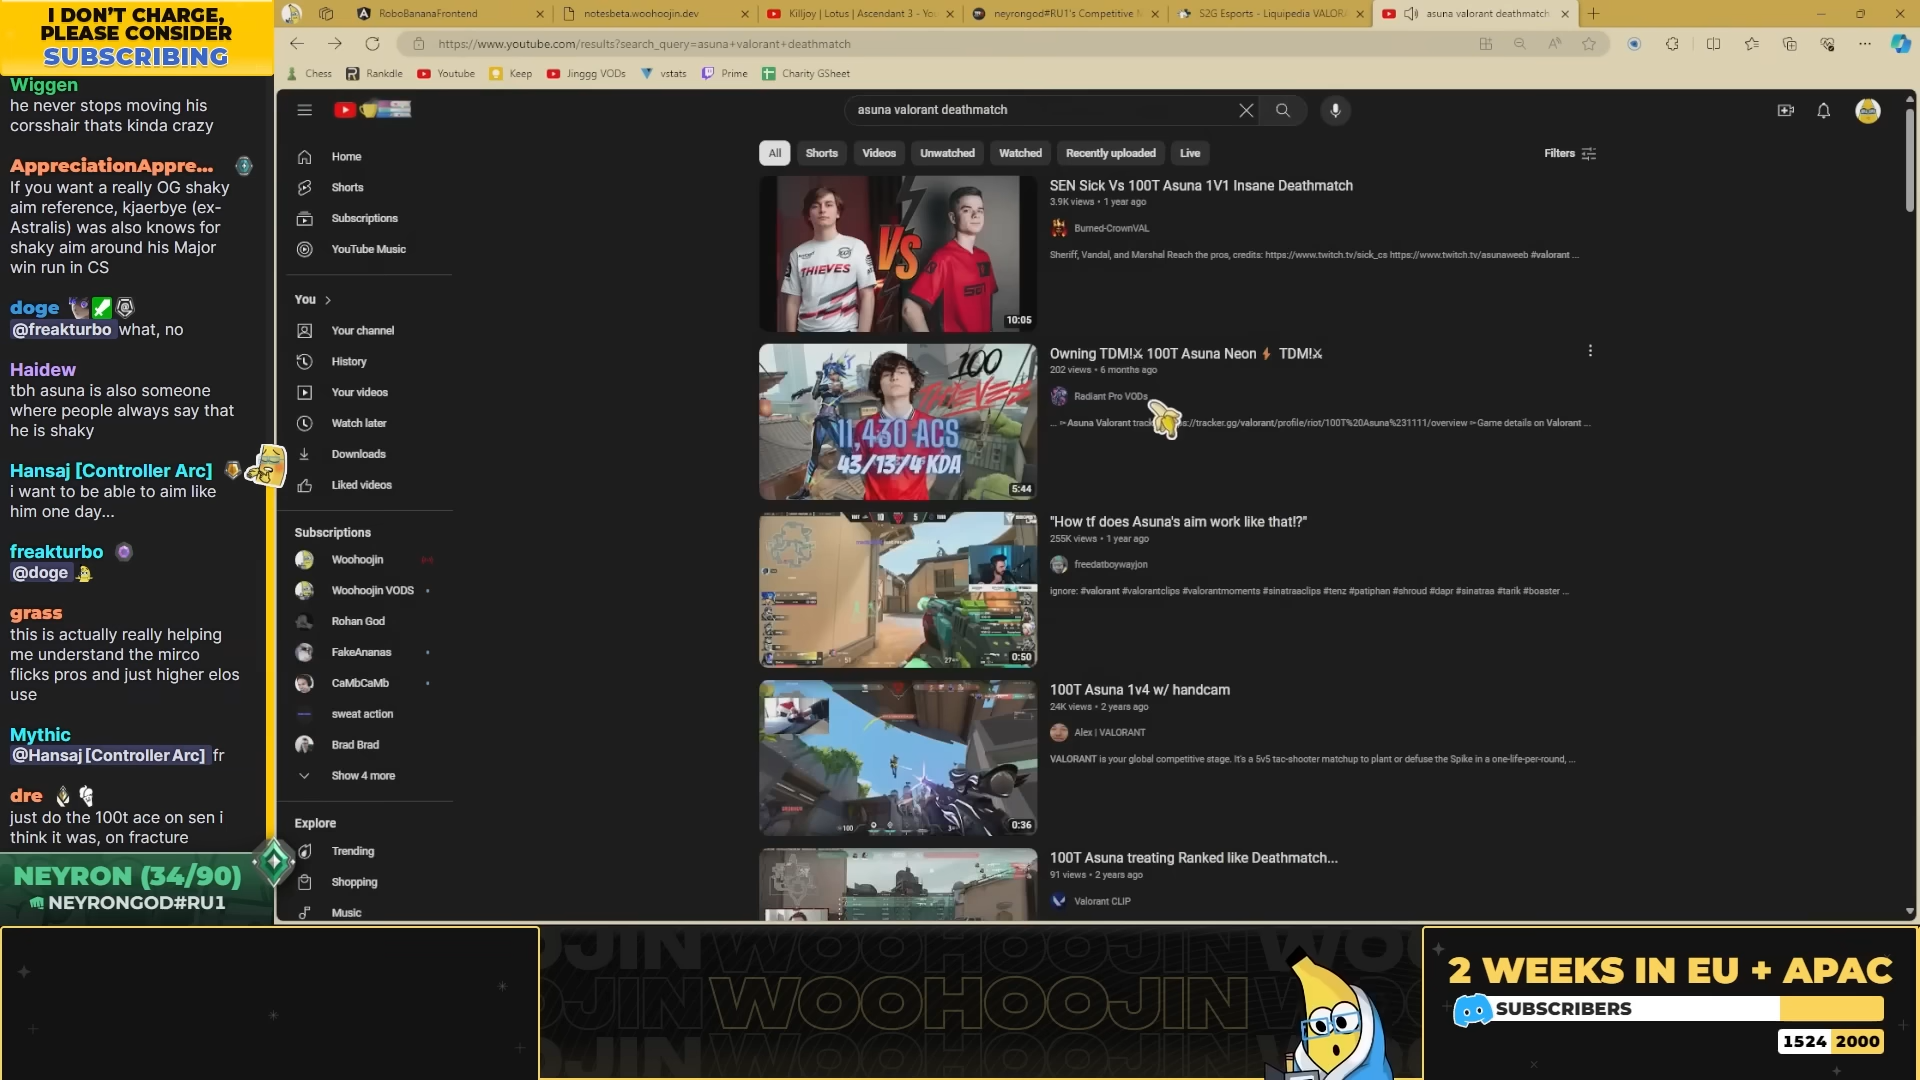 I DON'T CHARGE,
PLEASE CONSIDER
SUBSCRIBING
Wiggen
he never stops moving his
corsshair thats kinda crazy
AppreciationAppre...
If you want a really OG shaky
aim reference, kjaerbye (ex-
Astralis) was also knows for
shaky aim around his Major
win run in CS
doge
@freakturbo what, no
Haidew
tbh asuna is also someone
where people always say that
he is shaky
Hansaj [Controller Arc]
i want to be able to aim like
him one day...
freakturbo
@doge
grass
this is actually really helping
me understand the mirco
flicks pros and just higher elos
use
Mythic
@Hansaj [Controller Arc] fr
dre
just do the 100t ace on sen i
think it was, on fracture
NEYRON (34/90)
NEYRONGOD#RU1
RoboBananaFrontend
notesbeta.woohoojin.dev
Killjoy | Lotus | Ascendant 3 - Yo
neyrongod#RU1's Competitive
S2G Esports - Liquipedia VALOR
asuna valorant deathmatch
https://www.youtube.com/results?search_query=asuna+valorant+deathmatch
Chess
Rankdle
Youtube
Keep
Jinggg VODs
vstats
Prime
Charity GSheet
asuna valorant deathmatch
Home
Shorts
Subscriptions
YouTube Music
You
Your channel
History
Your videos
Watch later
Downloads
Liked videos
Subscriptions
Woohoojin
Woohoojin VODS
Rohan God
FakeAnanas
CaMbCaMb
sweat action
Brad Brad
Show 4 more
Explore
Trending
Shopping
Music
All
Shorts
Videos
Unwatched
Watched
Recently uploaded
Live
Filters
THIEVES
VS
10:05
SEN Sick Vs 100T Asuna 1V1 Insane Deathmatch
3.9K views • 1 year ago
Burned-CrownVAL
Sheriff, Vandal, and Marshal Reach the pros, credits: https://www.twitch.tv/sick_cs https://www.twitch.tv/asunaweeb #valorant ...
100
THIEVES
11,430 ACS
43/13/4 KDA
5:44
Owning TDM!⚔ 100T Asuna Neon ⚡ TDM!⚔
202 views • 6 months ago
Radiant Pro VODs
... ➣Asuna Valorant s://tracker.gg/valorant/profile/riot/100T%20Asuna%231111/overview ➣Game details on Valorant ...
0:50
"How tf does Asuna's aim work like that!?"
255K views • 1 year ago
freedatboywayjon
ignore: #valorant #valorantclips #valorantmoments #sinatraaclips #tenz #patiphan #shroud #dapr #sinatraa #tarik #boaster ...
0:36
100T Asuna 1v4 w/ handcam
24K views • 2 years ago
Alex | VALORANT
VALORANT is your global competitive stage. It's a 5v5 tac-shooter matchup to plant or defuse the Spike in a one-life-per-round, ...
100T Asuna treating Ranked like Deathmatch...
91 views • 2 years ago
Valorant CLIP
WOOHOOJIN
2 WEEKS IN EU + APAC
SUBSCRIBERS
1524 2000